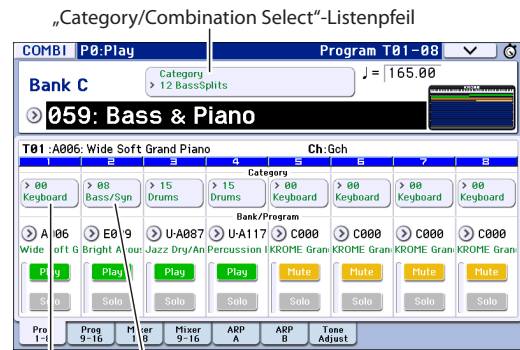 „Category/Combination Select“-Listenpfeil
COMBI P0:Play Program T01-08
Bank C
Category
> 12 BassSplits
♩= 165.00
KROME
059: Bass & Piano
T01 :A006: Wide Soft Grand Piano Ch:Gch
1 2 3 4 5 6 7 8
Category
> 00 > 08 > 15 > 15 > 00 > 00 > 00 > 00
Keyboard Bass/Syn Drums Drums Keyboard Keyboard Keyboard Keyboard
Bank/Program
U-A087 U-A117 C000 C000 C000 C000
Bright Jazz Dry/An Percussion KROME Gran KROME Gran KROME Gran KROME Gran
Play Play Play Play Mute Mute Mute Mute
Solo Solo Solo Solo Solo Solo Solo Solo
Prog Mixer ARP ARP Tone
9-16 9-16 A B Adjust